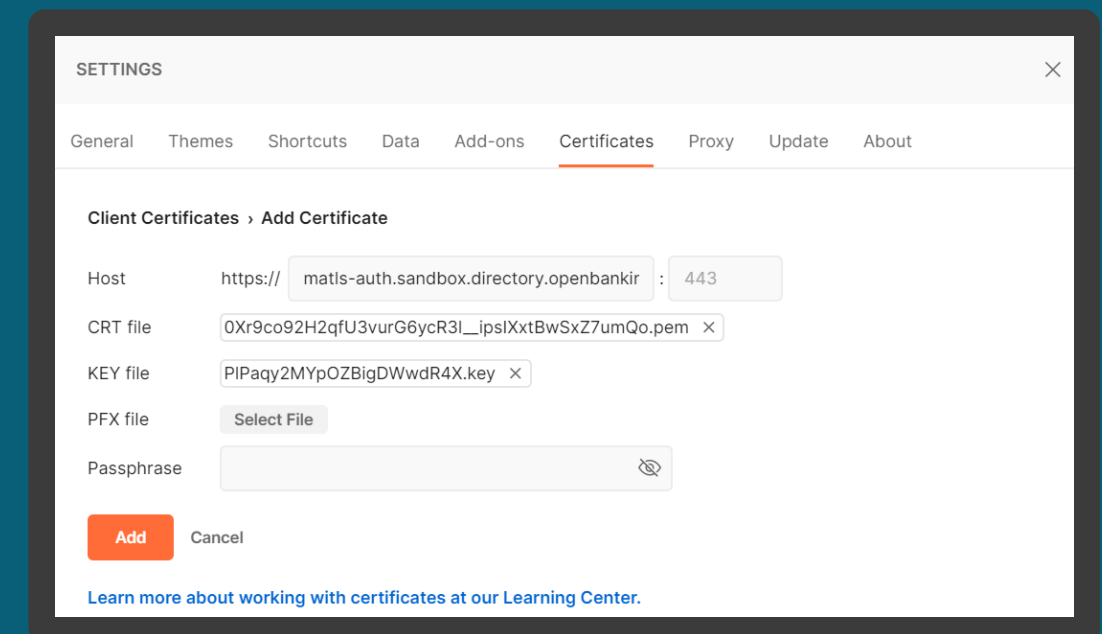 SETTINGS
General Themes Shortcuts Data Add-ons Certificates Proxy Update About
Client Certificates › Add Certificate
Host https:// matls-auth.sandbox.directory.openbankir : 443
CRT file 0Xr9co92H2qfU3vurG6ycR3I__ipsIXxtBwSxZ7umQo.pem
KEY file PIPaqy2MYpOZBigDWwdR4X.key
PFX file Select File
Passphrase
Add Cancel
Learn more about working with certificates at our Learning Center.